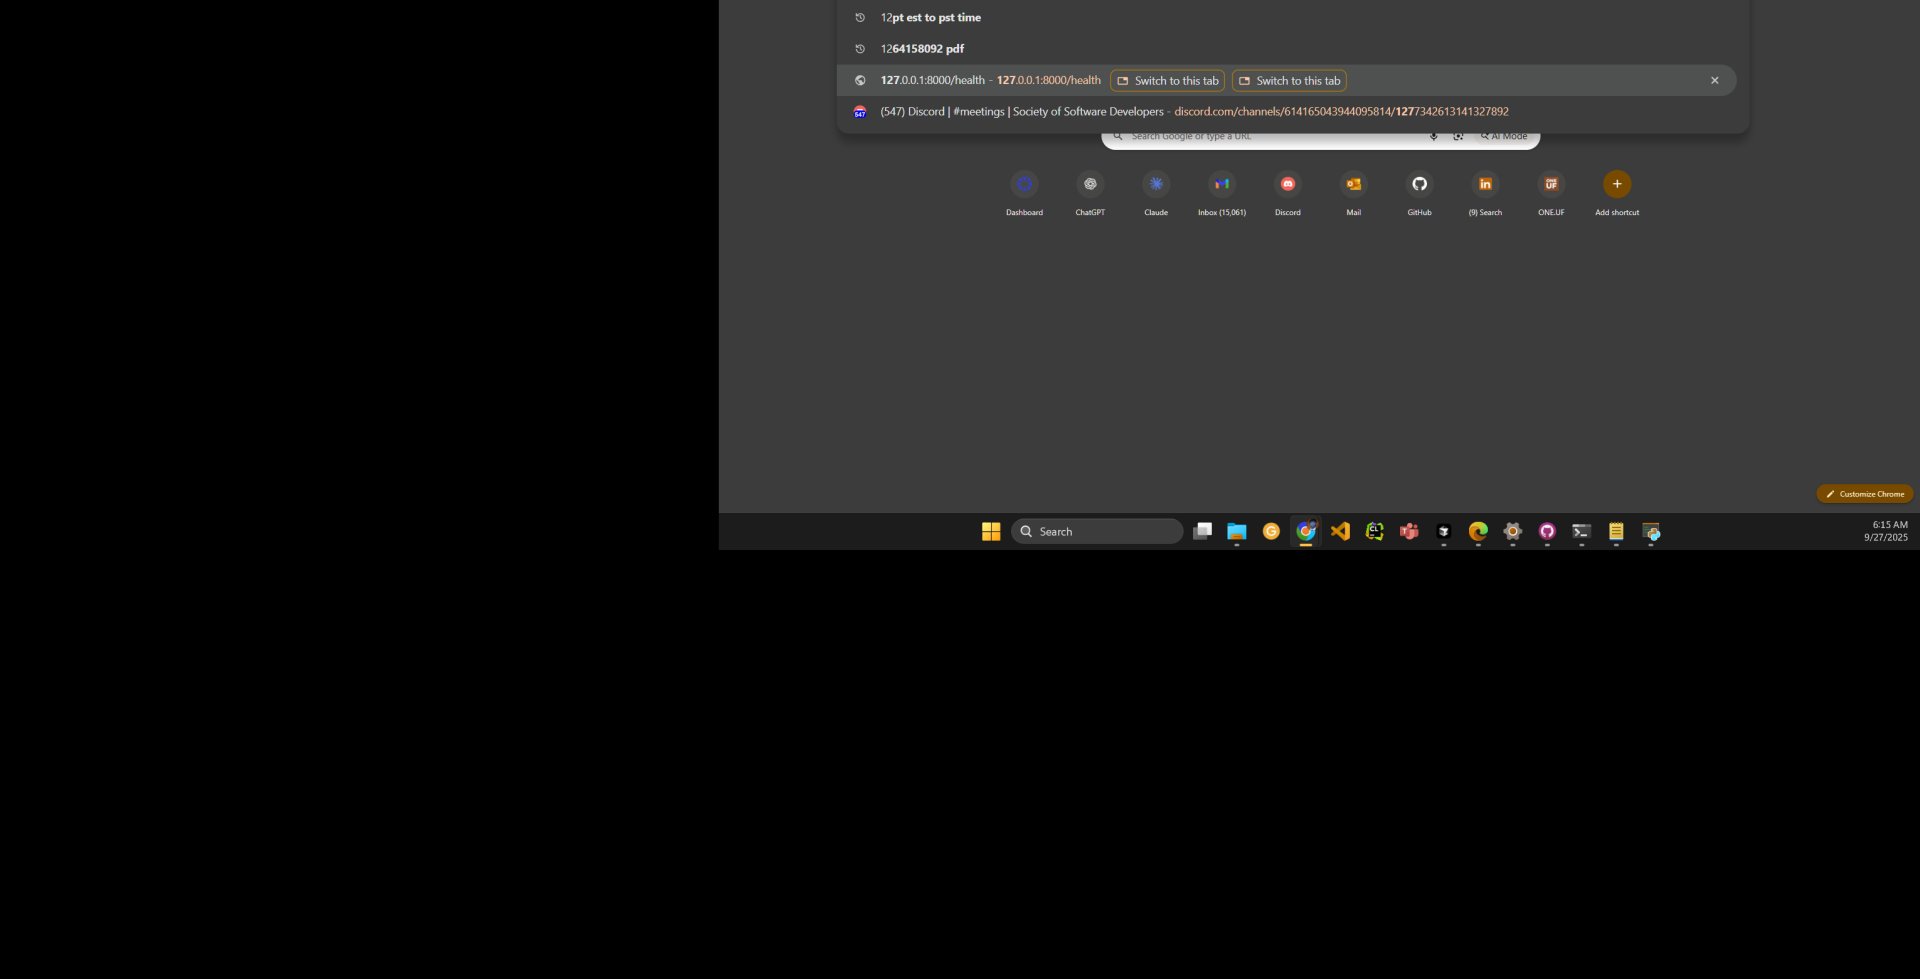 12pt est to pst time
1264158092 pdf
127.0.0.1:8000/health - 127.0.0.1:8000/health Switch to this tab Switch to this tab
547 (547) Discord | #meetings | Society of Software Developers - discord.com/channels/614165043944095814/1277342613141327892
Search Google or type a URL AI Mode
Dashboard ChatGPT Claude Inbox (15,061) Discord Mail GitHub (9) Search ONE.UF Add shortcut
Customize Chrome
Search
6:15 AM
9/27/2025